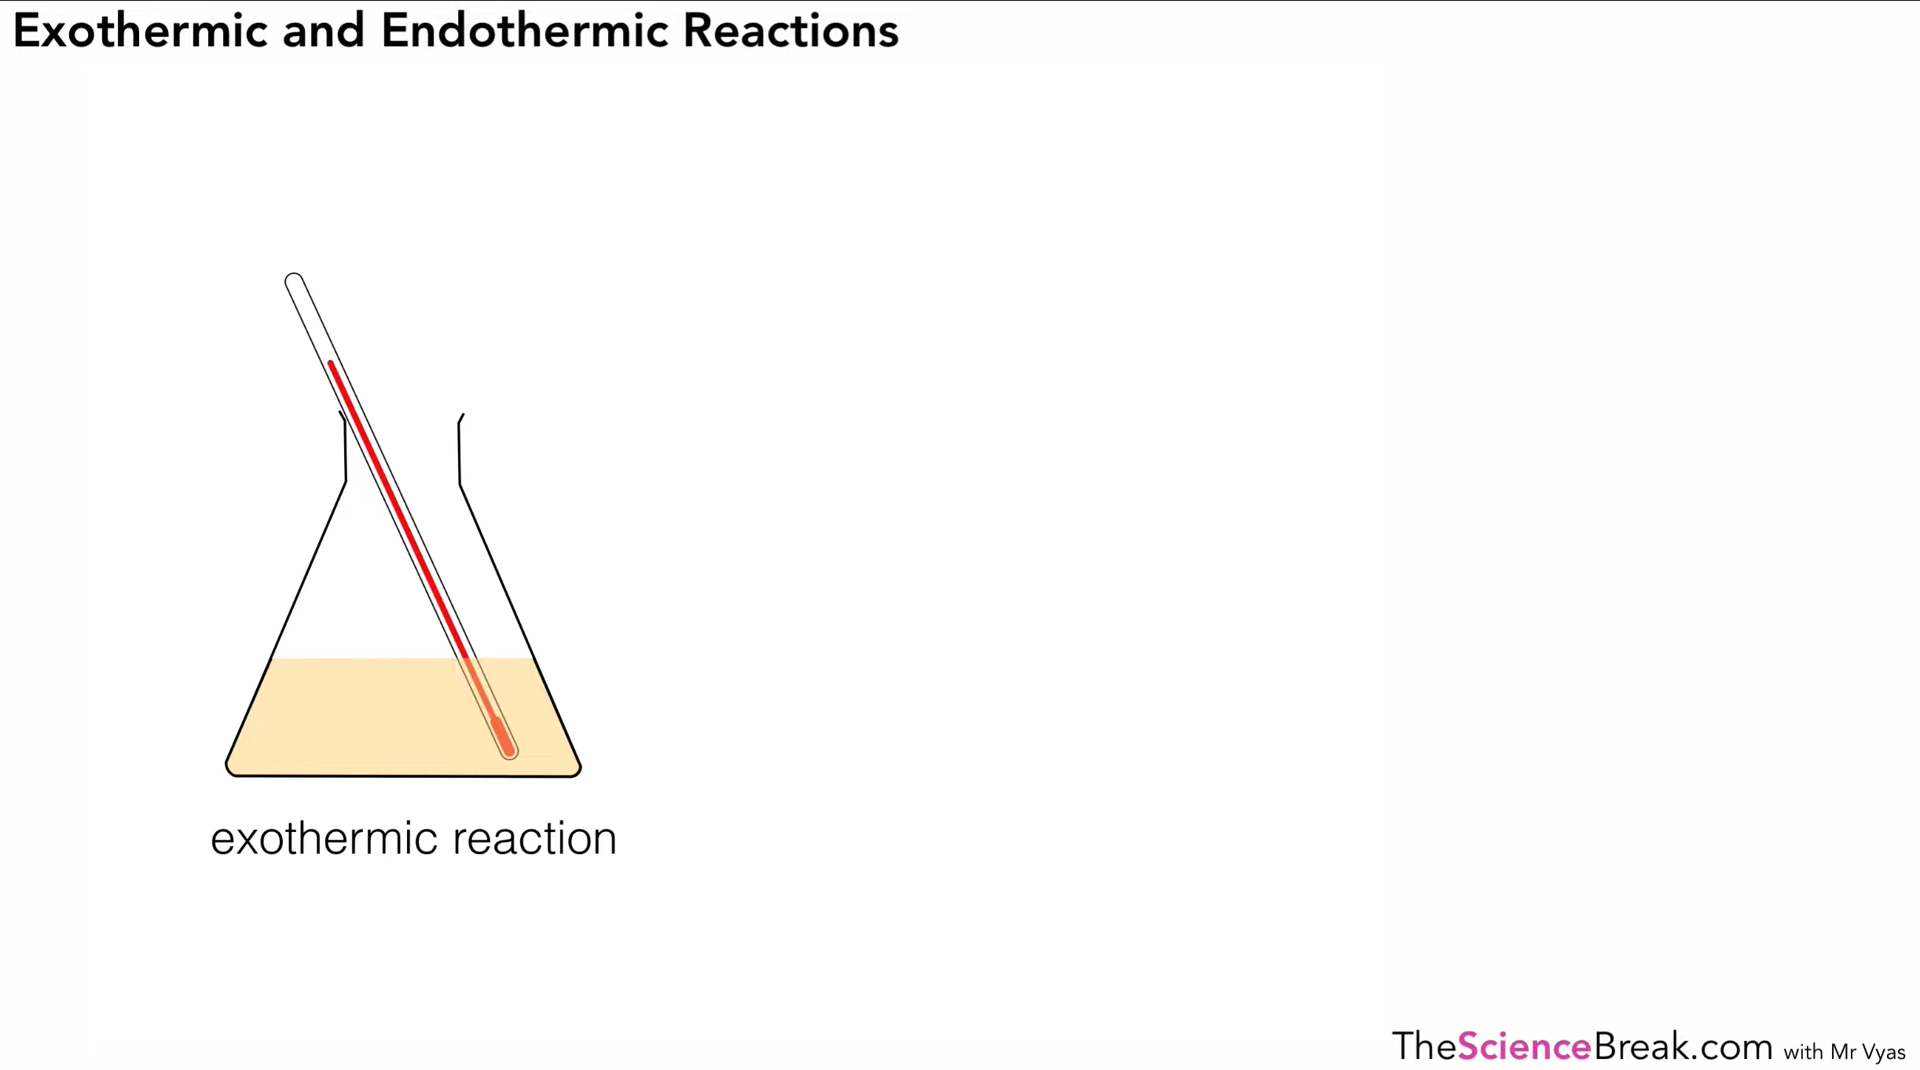 Exothermic and Endothermic Reactions
exothermic reaction
TheScienceBreak.com with Mr Vyas